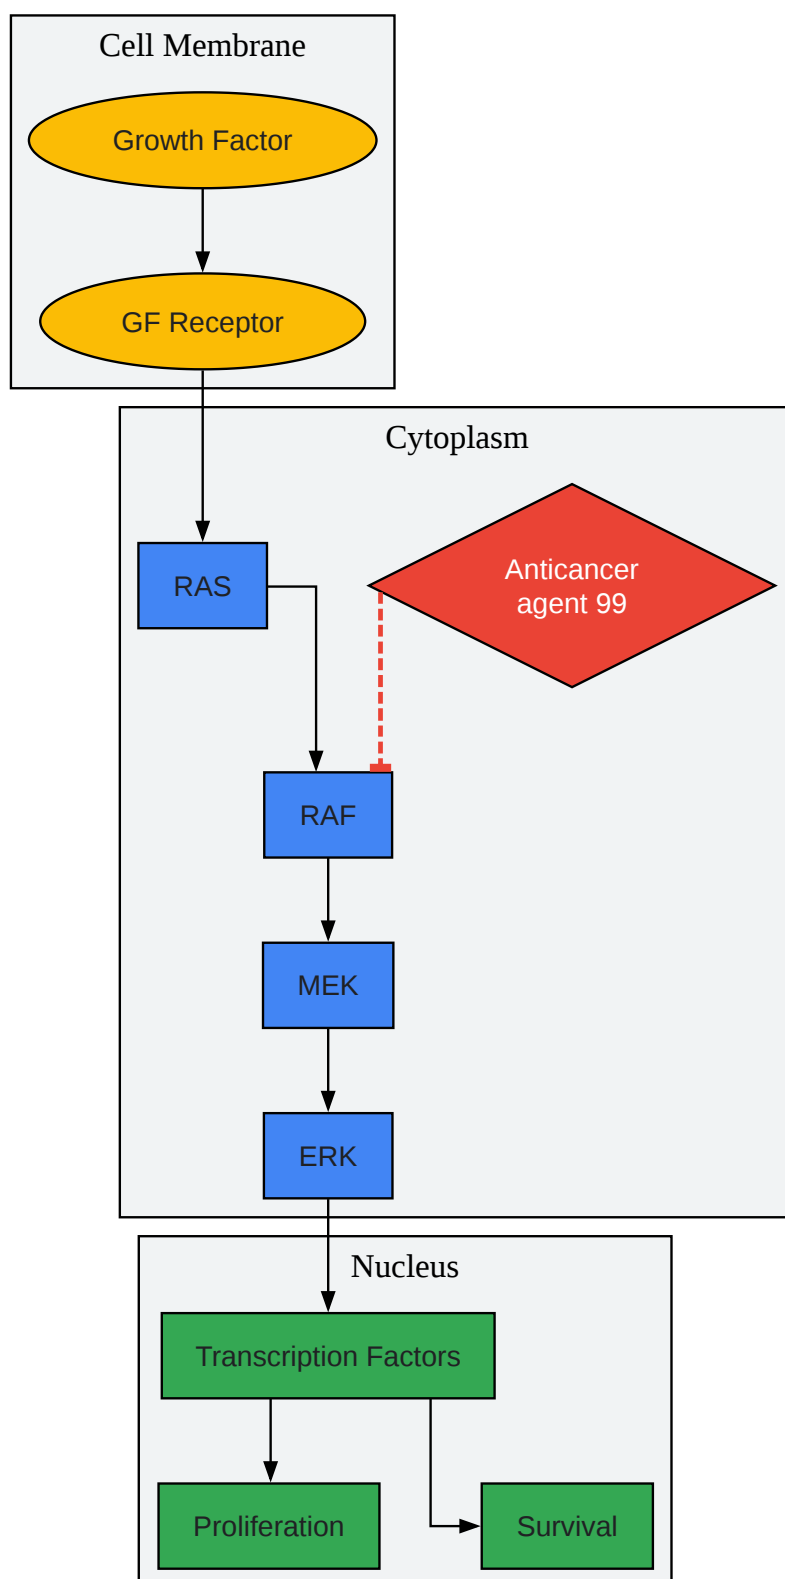 Cell Membrane
Growth Factor
GF Receptor
Cytoplasm
RAS
Anticancer
agent 99
RAF
MEK
ERK
Nucleus
Transcription Factors
Proliferation
Survival